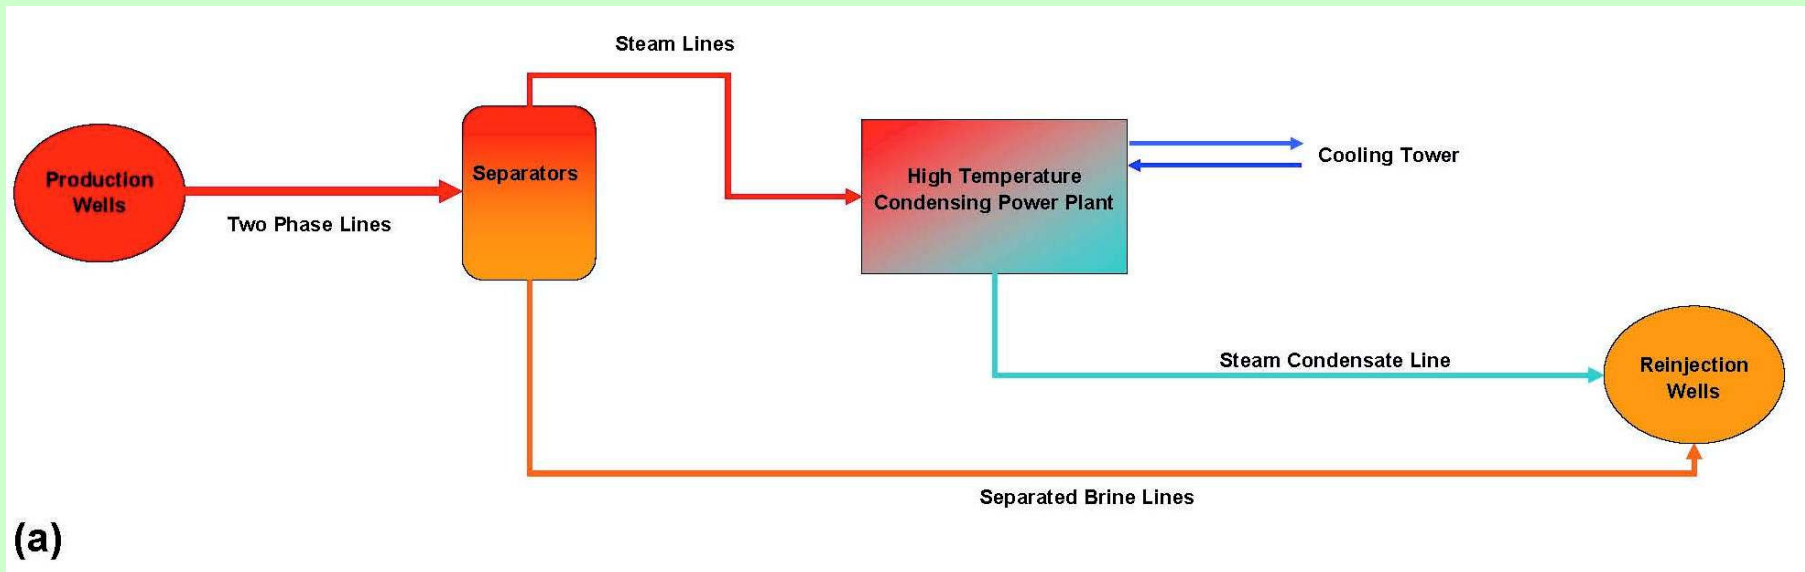 Steam Lines
Production
Wells
Separators
Two Phase Lines
High Temperature
Condensing Power Plant
Cooling Tower
Steam Condensate Line
Reinjection
Wells
Separated Brine Lines
(a)